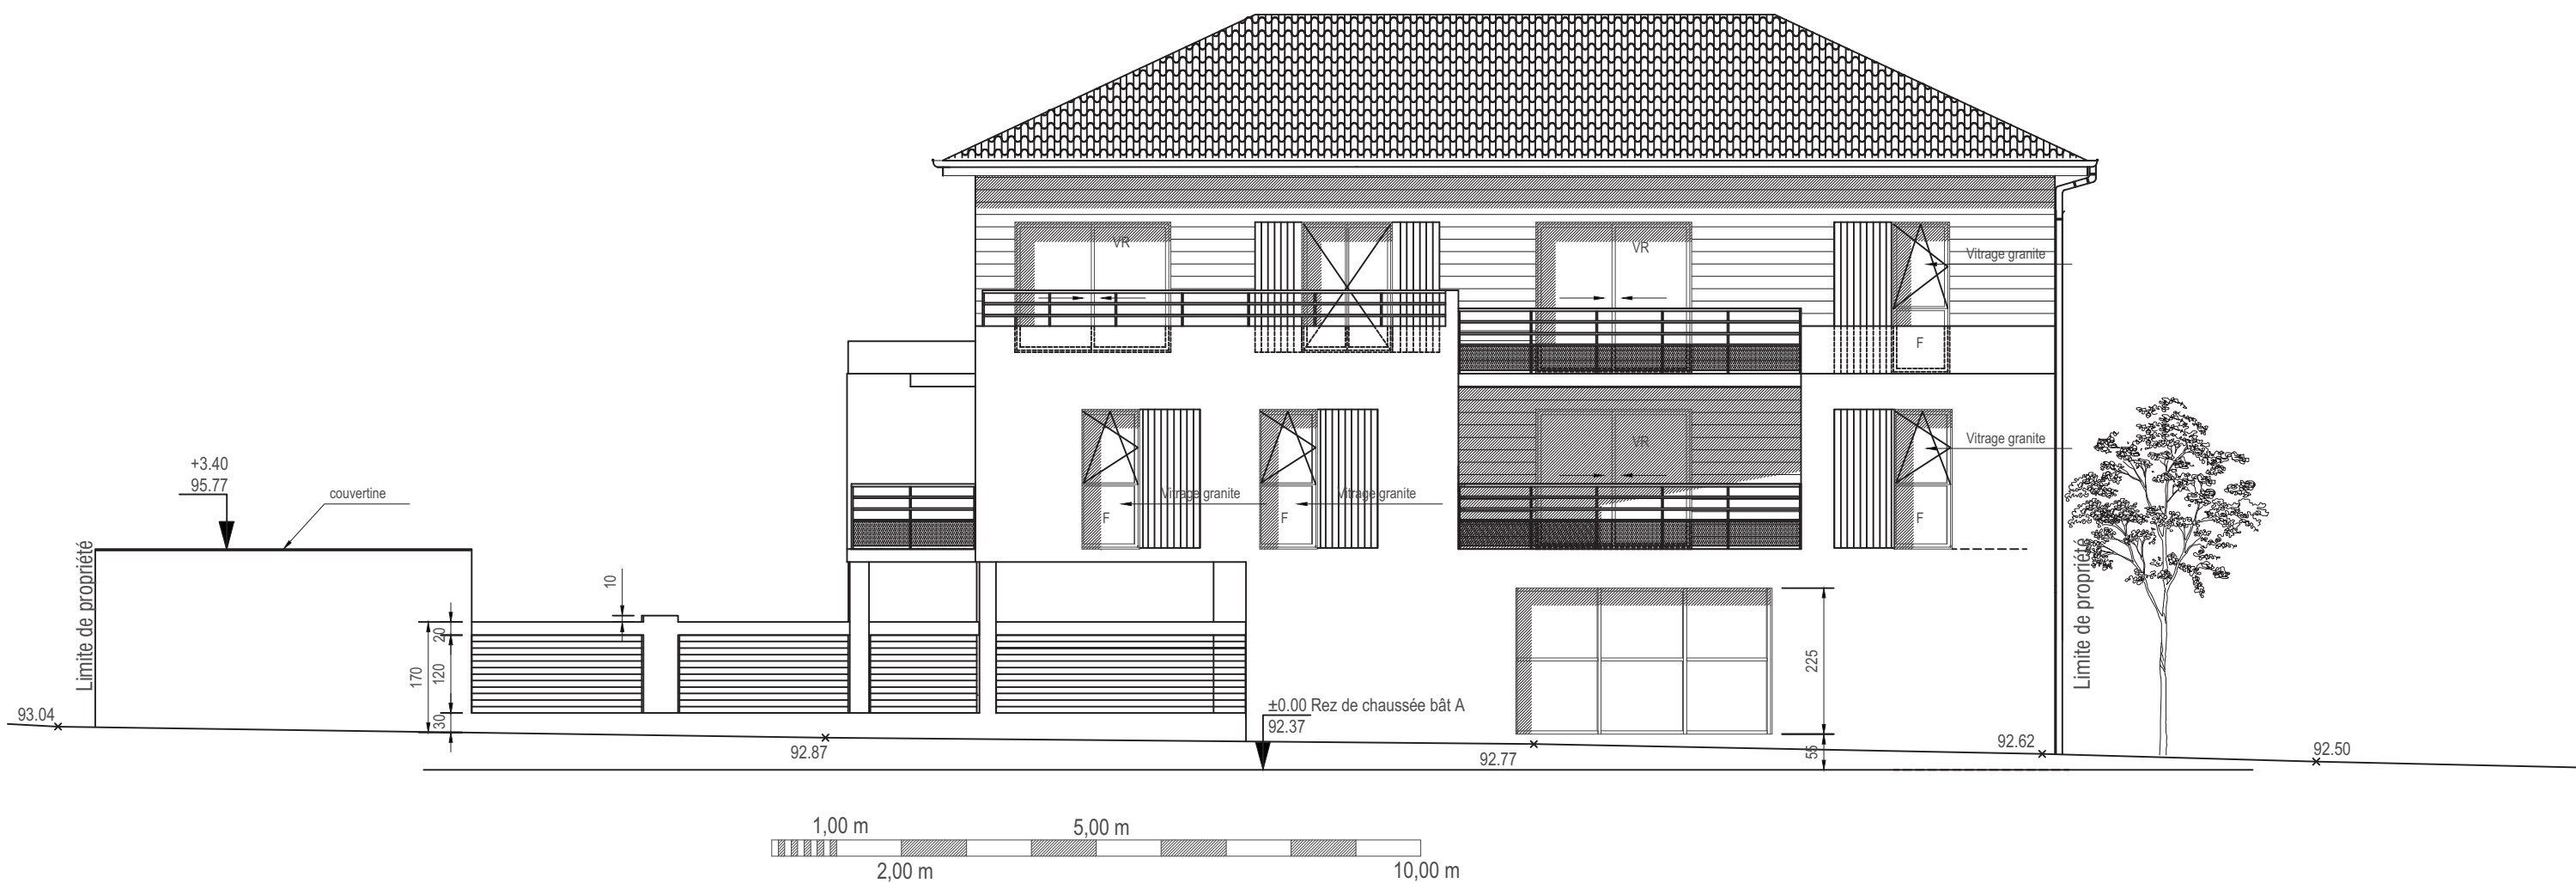 VR
VR
Vitrage granite
F
VR
Vitrage granite
Vitrage granite
Vitrage granite
F
F
F
+3.40
95.77
couvertine
Limite de propriété
Limite de propriété
10
20
170
120
30
225
55
±0.00 Rez de chaussée bât A
92.37
93.04
92.87
92.77
92.62
92.50
1,00 m
5,00 m
2,00 m
10,00 m